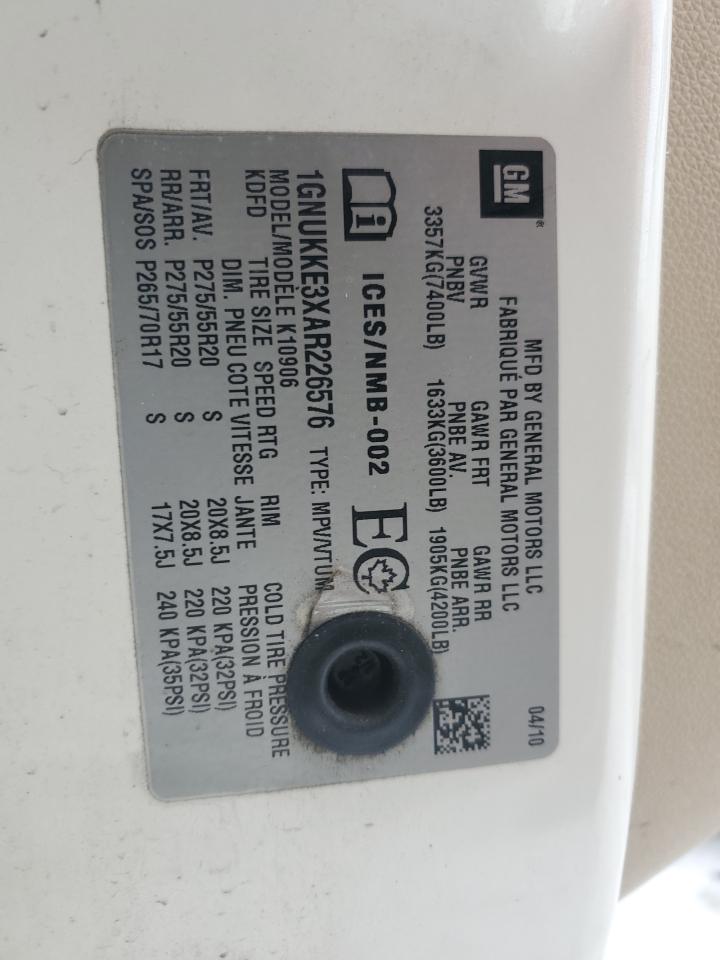 GM®
MFD BY GENERAL MOTORS LLC 04/10
FABRIQUÉ PAR GENERAL MOTORS LLC
GVWR GAWR FRT GAWR RR
PNBV PNBE AV. PNBE ARR.
3357KG(7400LB) 1633KG(3600LB) 1905KG(4200LB)
i ICES/NMB-002 EC
1GNUKKE3XAR226576 TYPE: MPV/VTUM
MODEL/MODÈLE K10906
KDFD TIRE SIZE SPEED RTG RIM COLD TIRE PRESSURE
DIM. PNEU COTE VITESSE JANTE PRESSION À FROID
FRT/AV. P275/55R20 S 20X8.5J 220 KPA(32PSI)
RR/ARR. P275/55R20 S 20X8.5J 220 KPA(32PSI)
SPA/SOS P265/70R17 S 17X7.5J 240 KPA(35PSI)